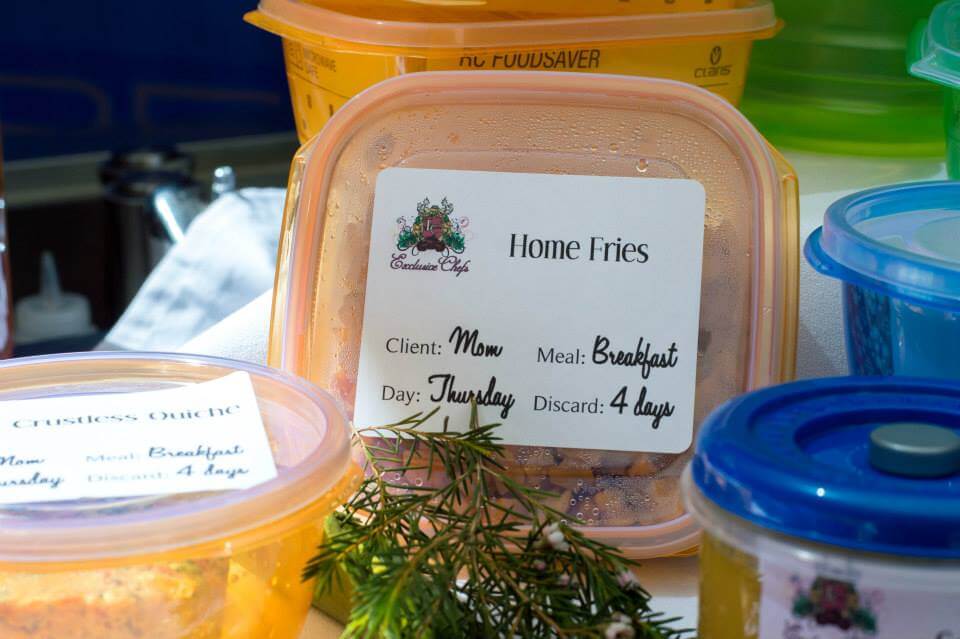 RC FOODSAVER
CLARIS
Exclusive Chefs
Home Fries
Client: Mom Meal: Breakfast
Day: Thursday Discard: 4 days
Crustless Quiche
Mom Meal: Breakfast
Discard: 4 days